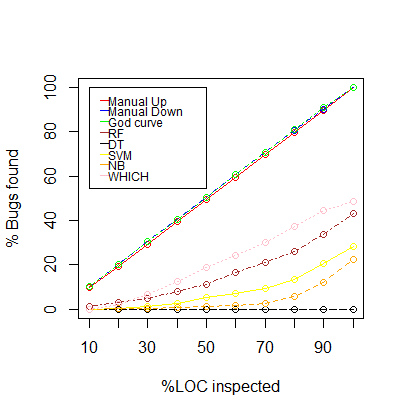 Manual Up
Manual Down
God curve
RF
DT
SVM
NB
WHICH
% Bugs found
100
80
60
40
20
0
10
30
50
70
90
%LOC inspected